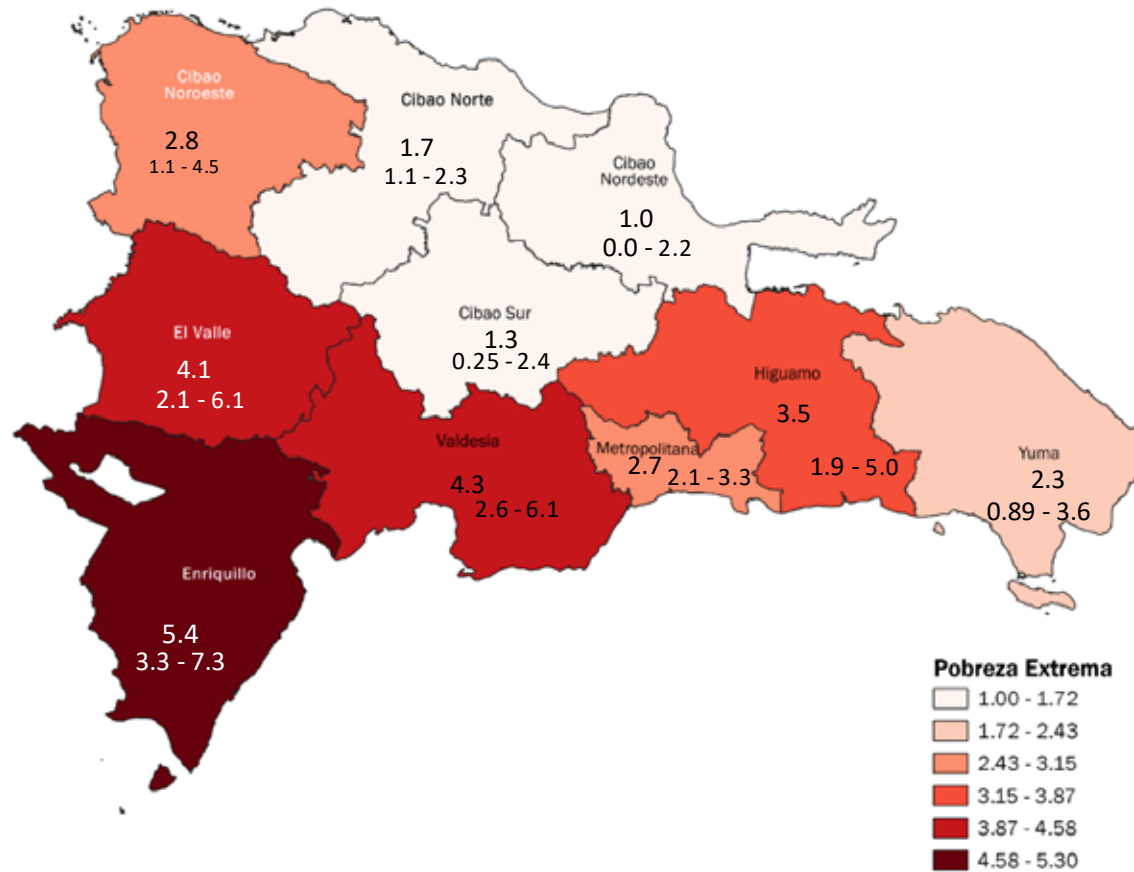 Cibao
Noroeste
2.8
1.1 - 4.5
Cibao Norte
1.7
1.1 - 2.3
Cibao
Nordeste
1.0
0.0 - 2.2
El Valle
4.1
2.1 - 6.1
Cibao Sur
1.3
0.25 - 2.4
Higuamo
3.5
1.9 - 5.0
Valdesia
4.3
2.6 - 6.1
Metropolitana
2.7
2.1 - 3.3
Yuma
2.3
0.89 - 3.6
Enriquillo
5.4
3.3 - 7.3
Pobreza Extrema
1.00 - 1.72
1.72 - 2.43
2.43 - 3.15
3.15 - 3.87
3.87 - 4.58
4.58 - 5.30